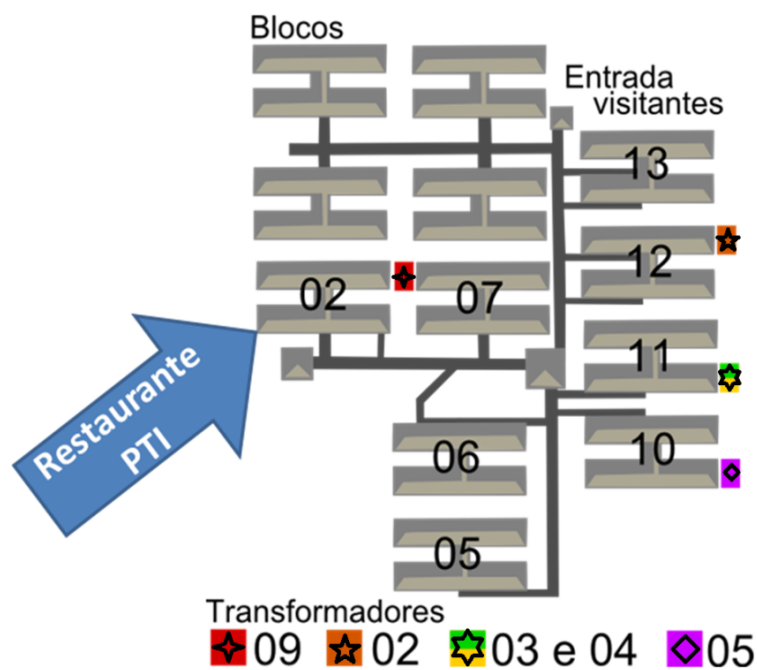 Blocos
Entrada
visitantes
13
12
02
07
11
Restaurante
PTI
06
10
05
Transformadores
09 02 03 e 04 05